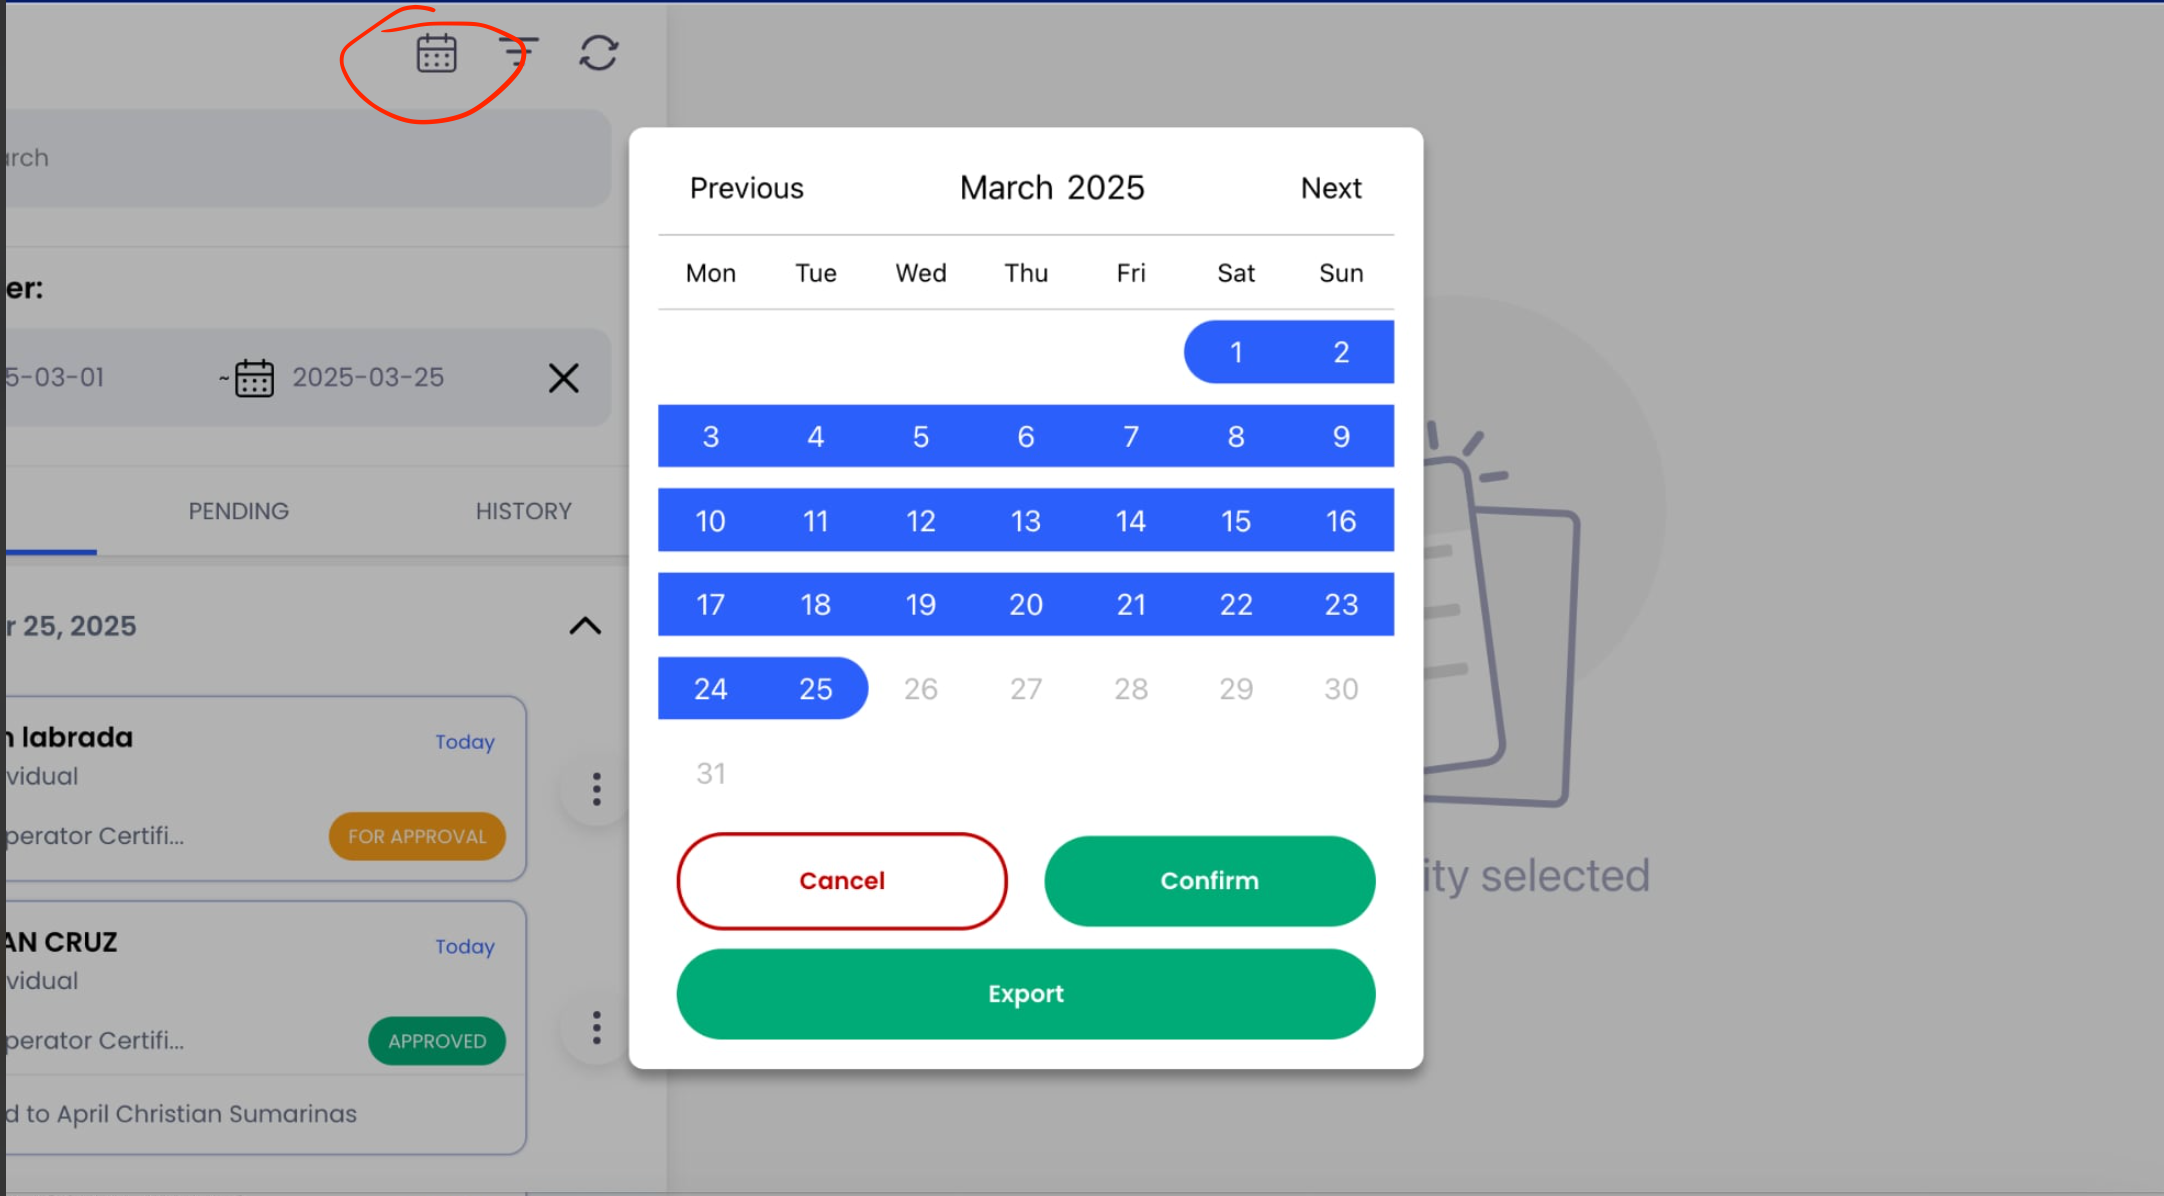 arch
Previous March 2025 Next
Mon Tue Wed Thu Fri Sat Sun
er:
1 2
5-03-01 ~ 2025-03-25
3 4 5 6 7 8 9
PENDING HISTORY
10 11 12 13 14 15 16
17 18 19 20 21 22 23
r 25, 2025
24 25 26 27 28 29 30
31
n labrada Today
vidual
perator Certifi... FOR APPROVAL
Cancel Confirm
ity selected
AN CRUZ Today
vidual
Export
perator Certifi... APPROVED
d to April Christian Sumarinas